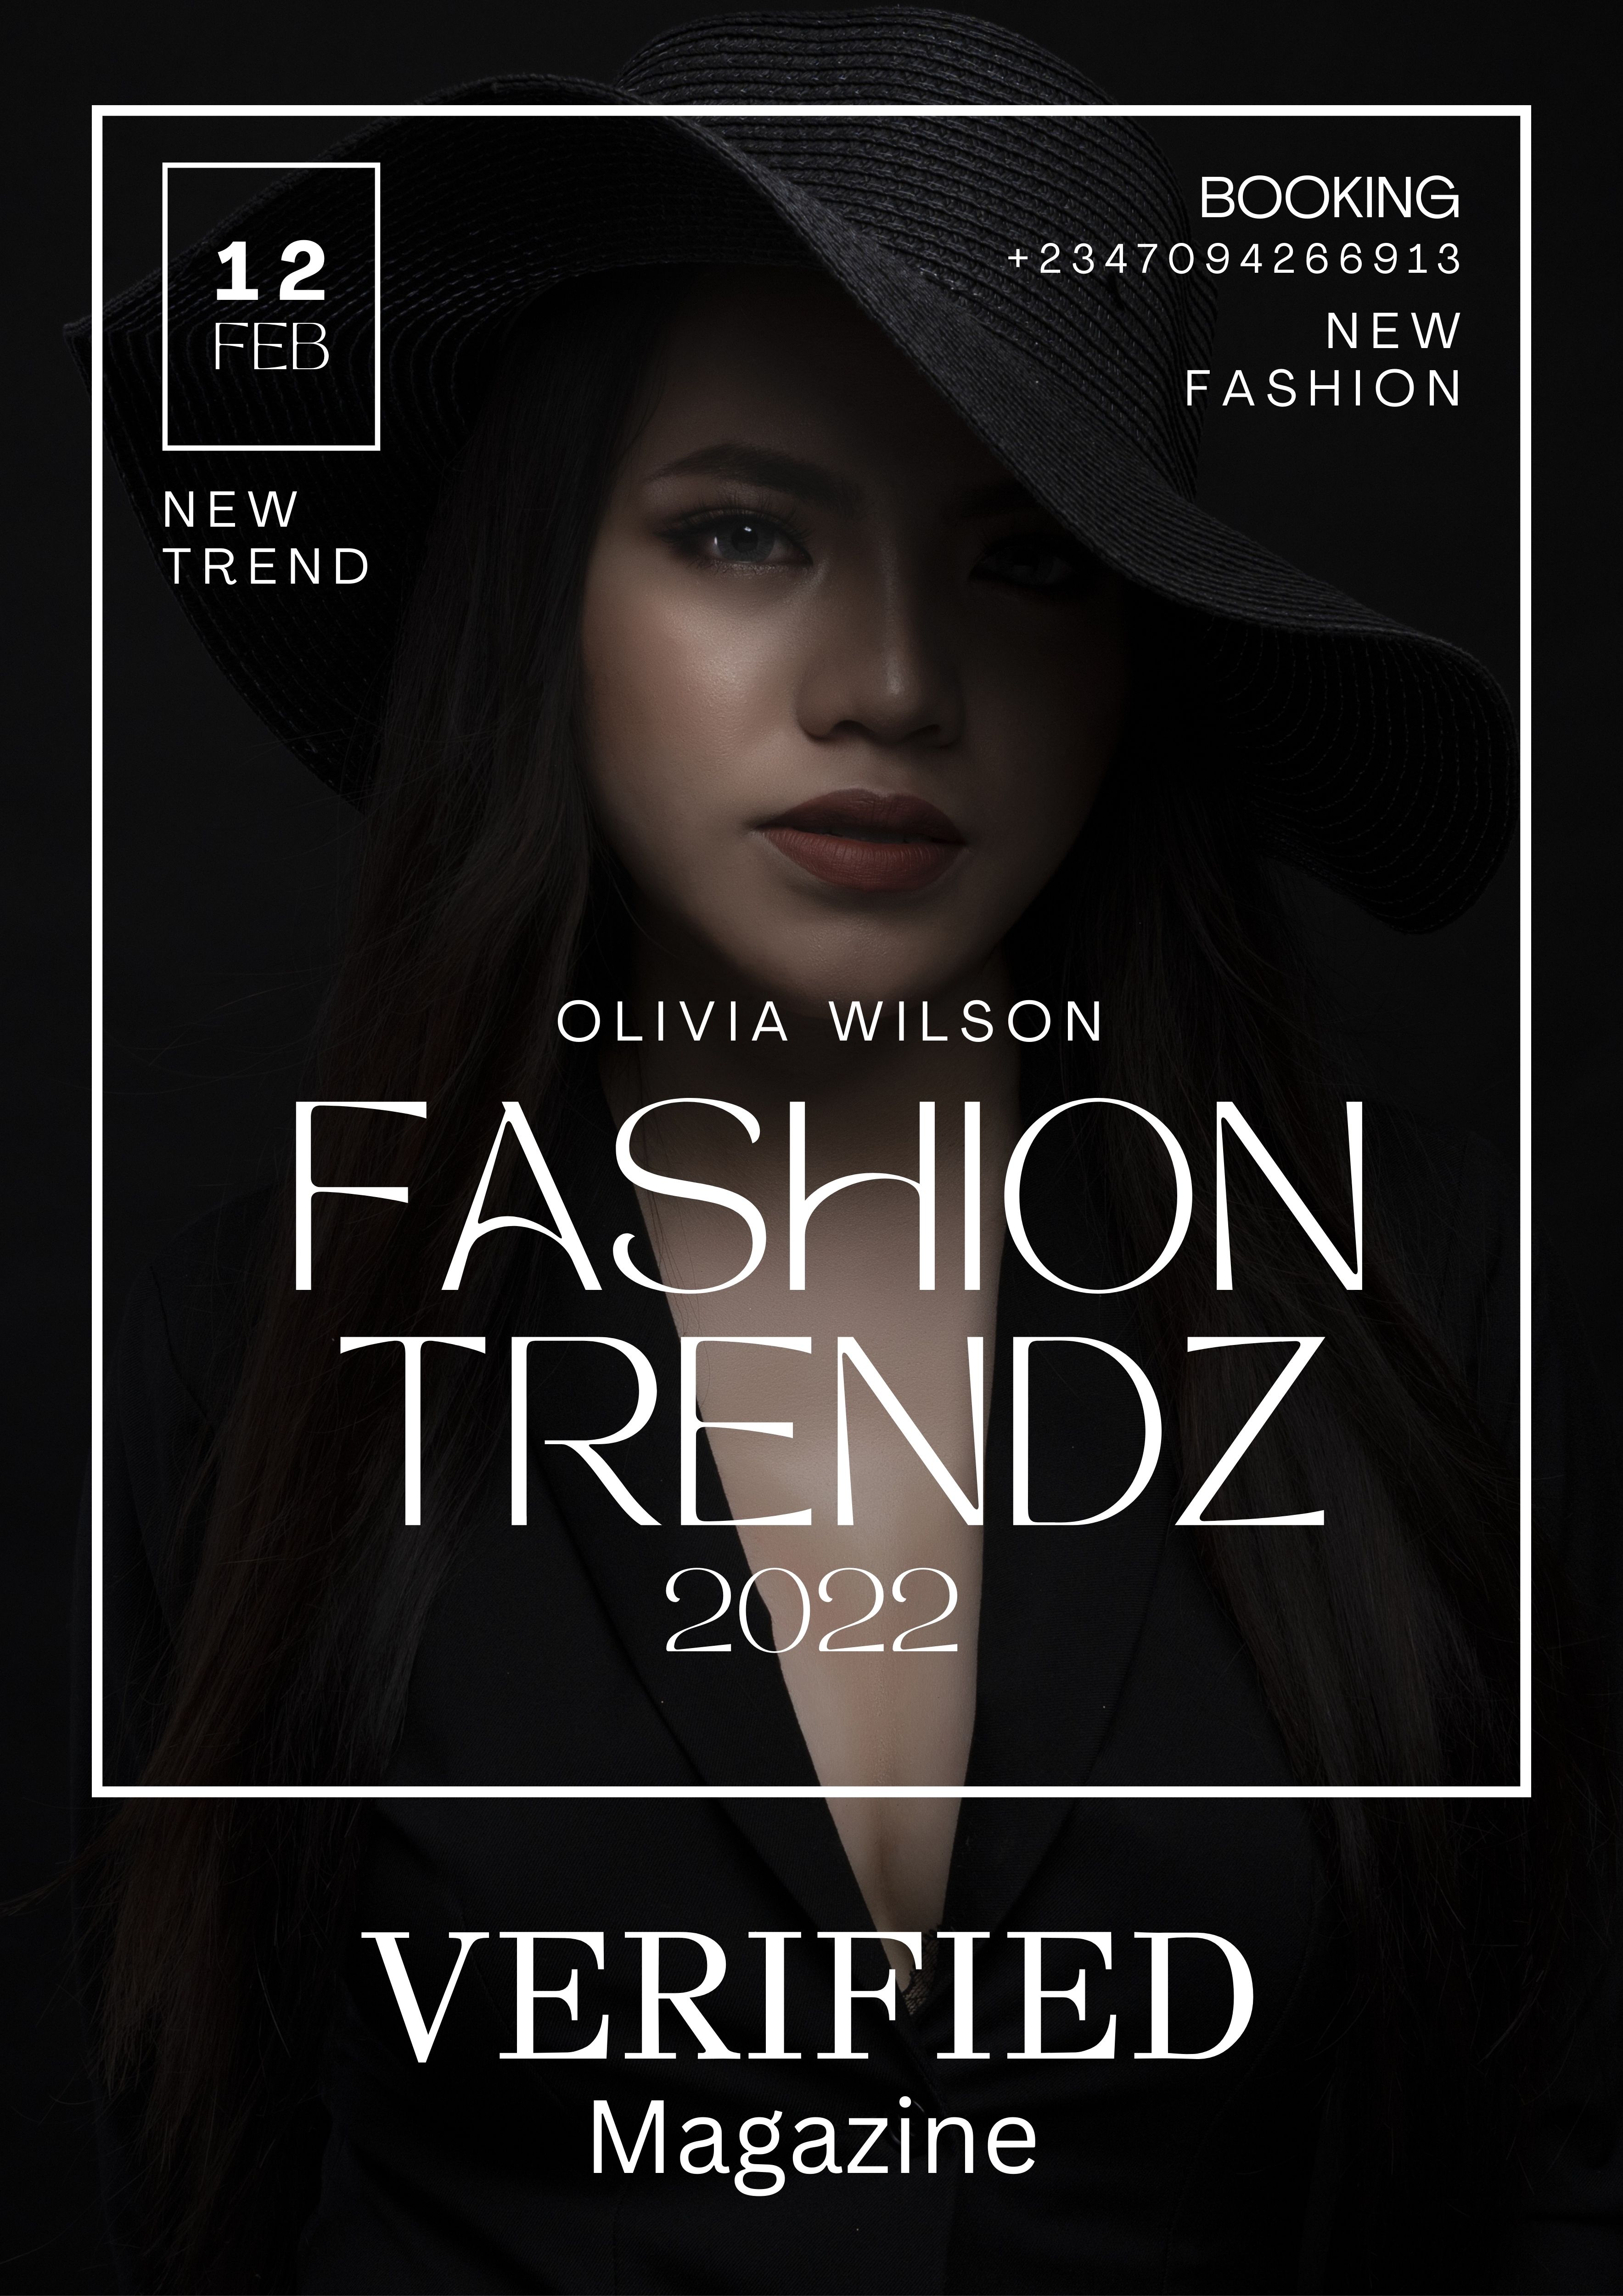 12
FEB
NEW
TREND
BOOKING
+2347094266913
NEW
FASHION
OLIVIA WILSON
FASHION
TRENDZ
2022
VERIFIED
Magazine